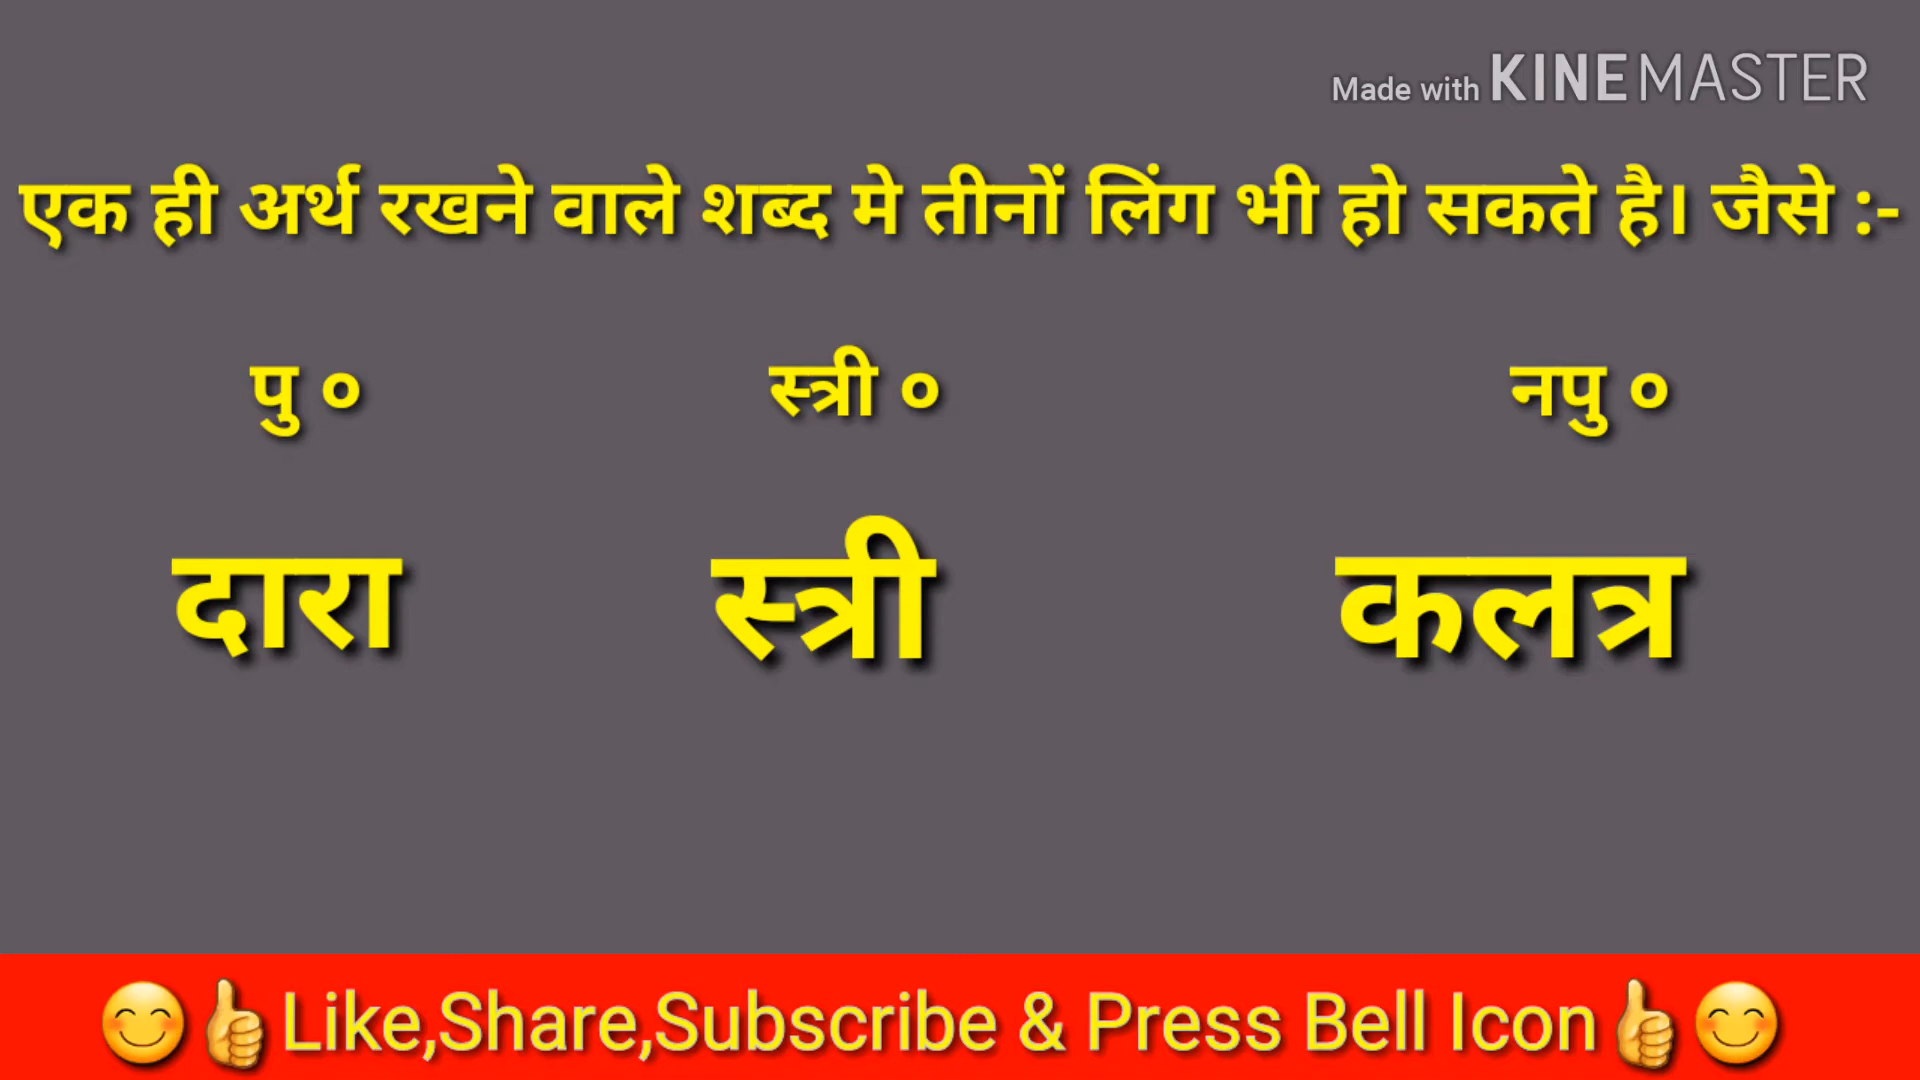 Made with KINEMASTER
एक ही अर्थ रखने वाले शब्द मे तीनों लिंग भी हो सकते है। जैसे :-
पु ० स्त्री ० नपु ०
दारा स्त्री कलत्र
😊👍Like,Share,Subscribe & Press Bell Icon👍😊